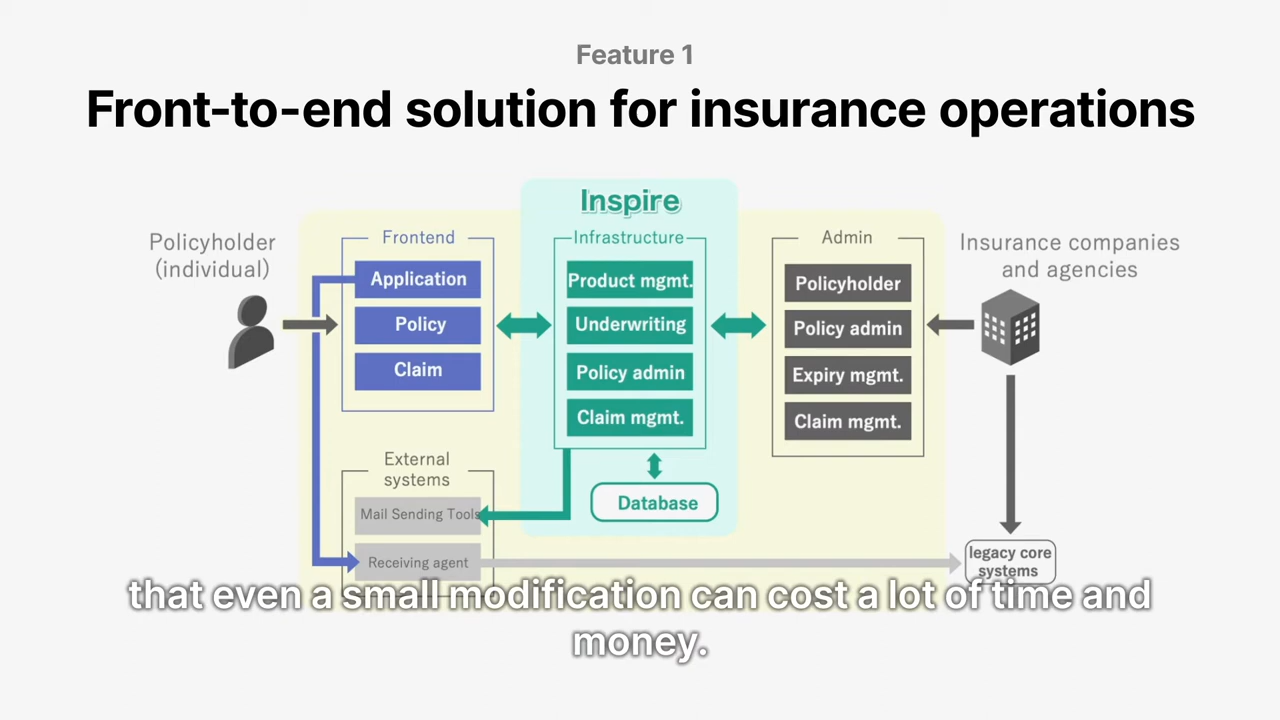 Feature 1
Front-to-end solution for insurance operations
Policyholder
(individual)
Frontend
Application
Policy
Claim
External
systems
Mail Sending Tools
Receiving agent
Inspire
Infrastructure
Product mgmt.
Underwriting
Policy admin
Claim mgmt.
Database
Admin
Policyholder
Policy admin
Expiry mgmt.
Claim mgmt.
Insurance companies
and agencies
legacy core
systems
that even a small modification can cost a lot of time and
money.